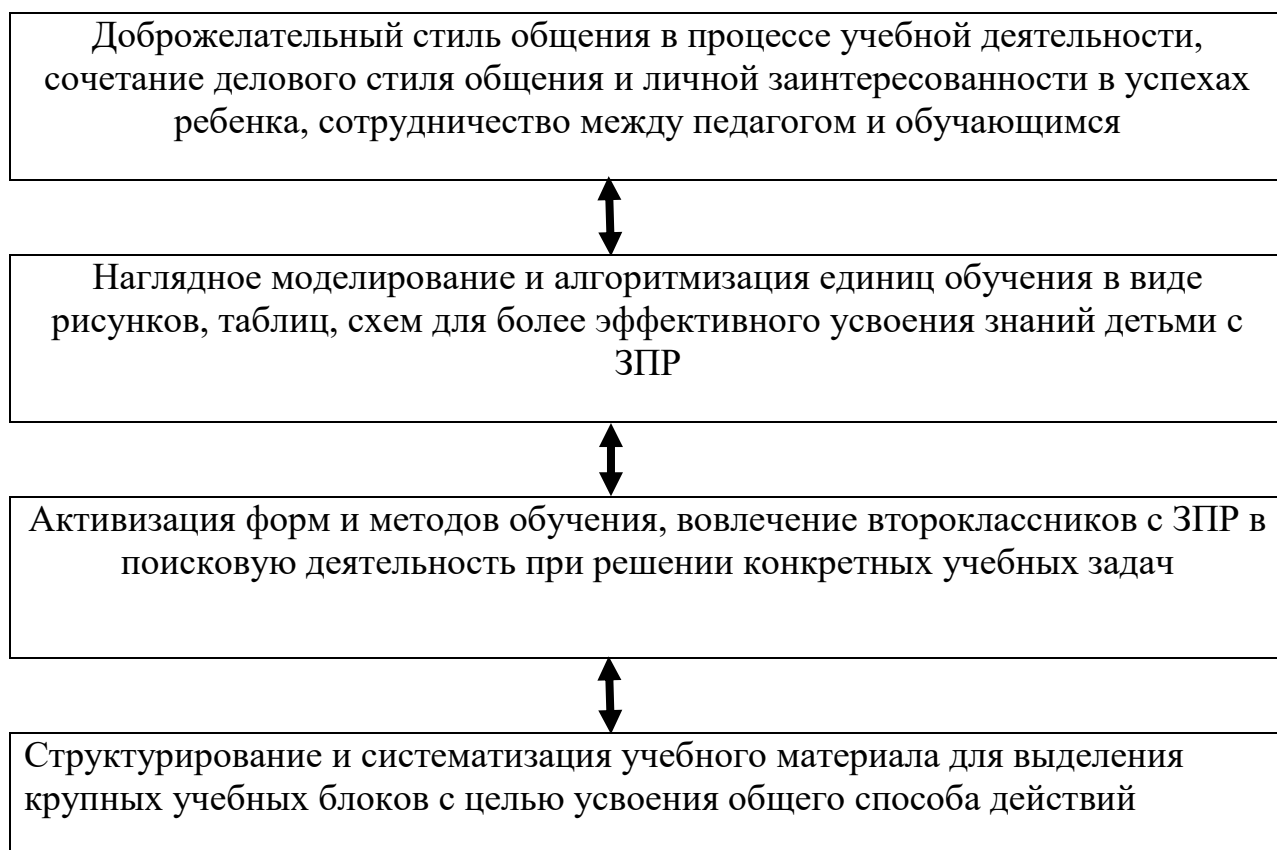 Доброжелательный стиль общения в процессе учебной деятельности,
сочетание делового стиля общения и личной заинтересованности в успехах
ребенка, сотрудничество между педагогом и обучающимся
Наглядное моделирование и алгоритмизация единиц обучения в виде
рисунков, таблиц, схем для более эффективного усвоения знаний детьми с
ЗПР
Активизация форм и методов обучения, вовлечение второклассников с ЗПР в
поисковую деятельность при решении конкретных учебных задач
Структурирование и систематизация учебного материала для выделения
крупных учебных блоков с целью усвоения общего способа действий